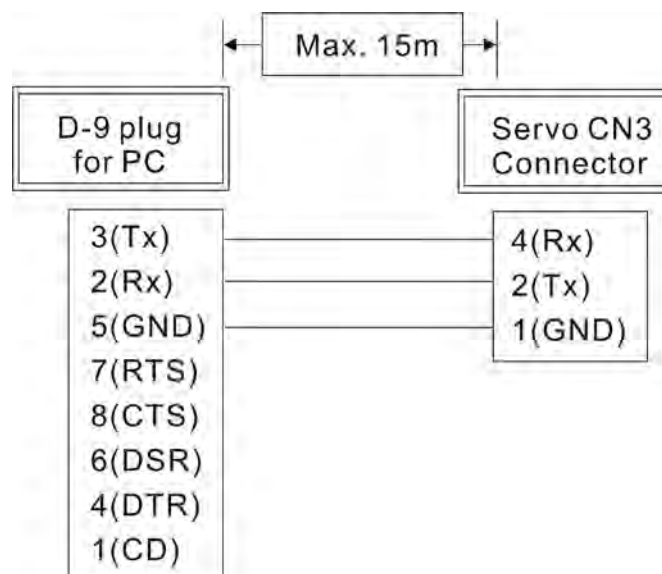 Max. 15m
D-9 plug
for PC
Servo CN3
Connector
3(Tx)
2(Rx)
5(GND)
7(RTS)
8(CTS)
6(DSR)
4(DTR)
1(CD)
4(Rx)
2(Tx)
1(GND)